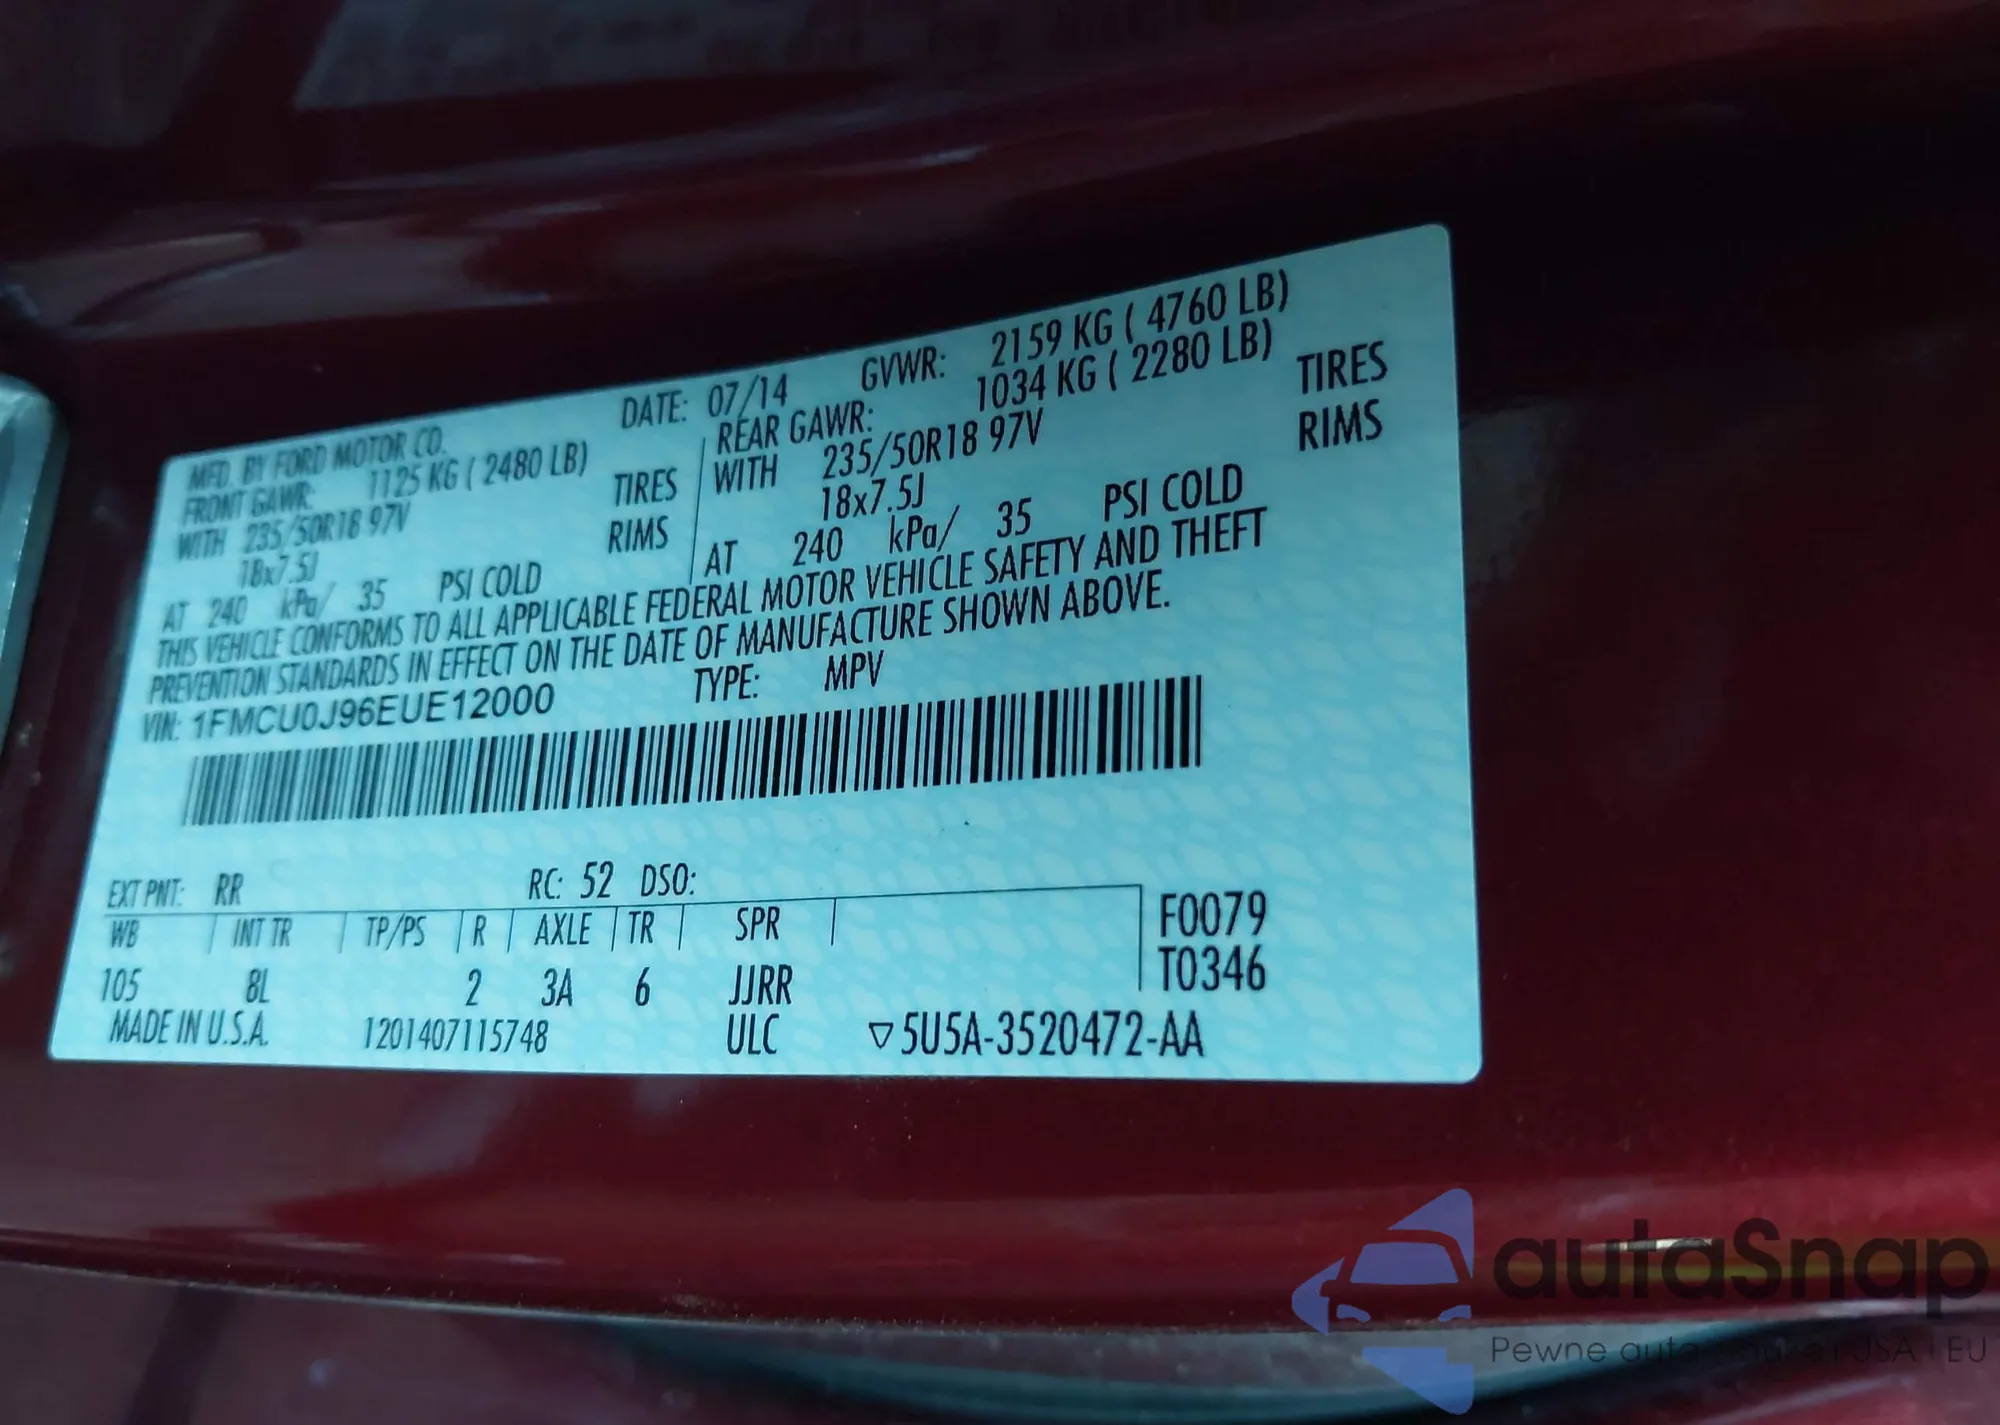 MFD. BY FORD MOTOR CO. DATE: 07/14 GVWR: 2159 KG ( 4760 LB)
FRONT GAWR: 1125 KG ( 2480 LB) REAR GAWR: 1034 KG ( 2280 LB)
WITH 235/50R18 97V TIRES WITH 235/50R18 97V TIRES
18x7.5J RIMS 18x7.5J RIMS
AT 240 kPa/ 35 PSI COLD AT 240 kPa/ 35 PSI COLD
THIS VEHICLE CONFORMS TO ALL APPLICABLE FEDERAL MOTOR VEHICLE SAFETY AND THEFT
PREVENTION STANDARDS IN EFFECT ON THE DATE OF MANUFACTURE SHOWN ABOVE.
VIN: 1FMCU0J96EUE12000 TYPE: MPV
EXT PNT: RR RC: 52 DSO:
WB INT TR TP/PS R AXLE TR SPR F0079
105 8L 2 3A 6 JJRR T0346
MADE IN U.S.A. 1201407115748 ULC ▽5U5A-3520472-AA
autaSnap
Pewne auta USA i EU